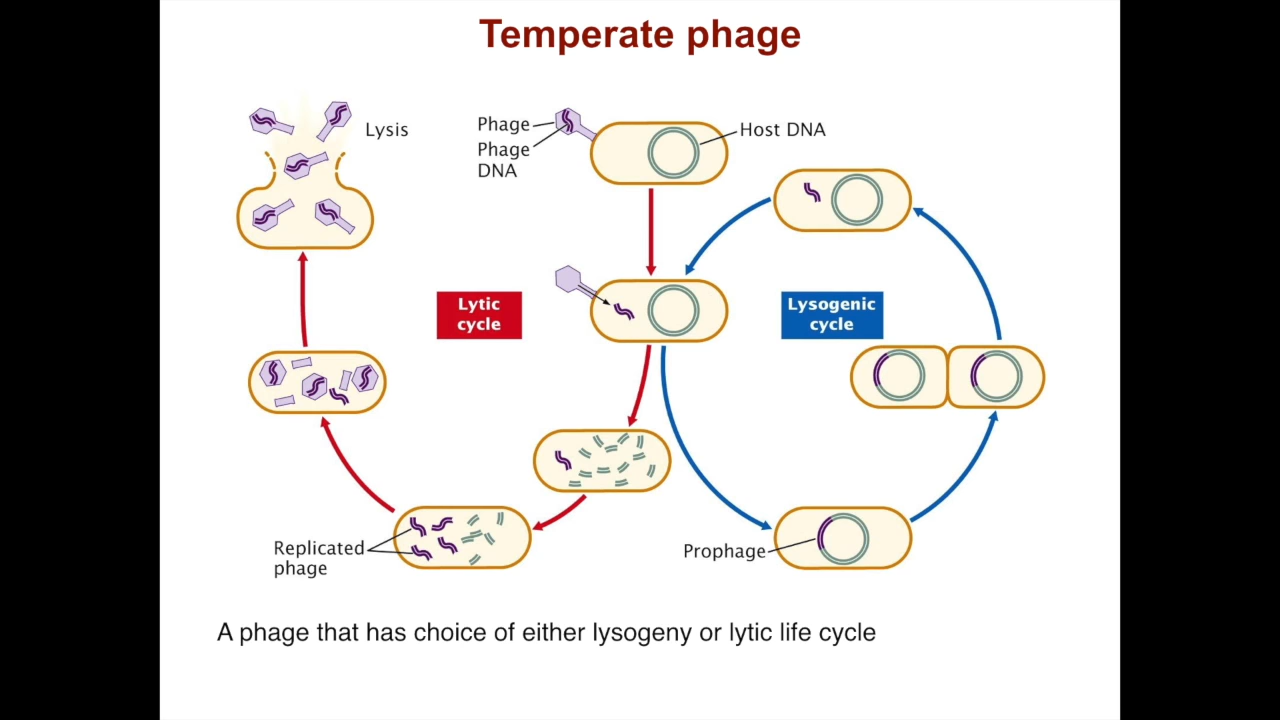 Temperate phage
Lysis
Phage
Phage
DNA
Host DNA
Lytic
cycle
Lysogenic
cycle
Replicated
phage
Prophage
A phage that has choice of either lysogeny or lytic life cycle